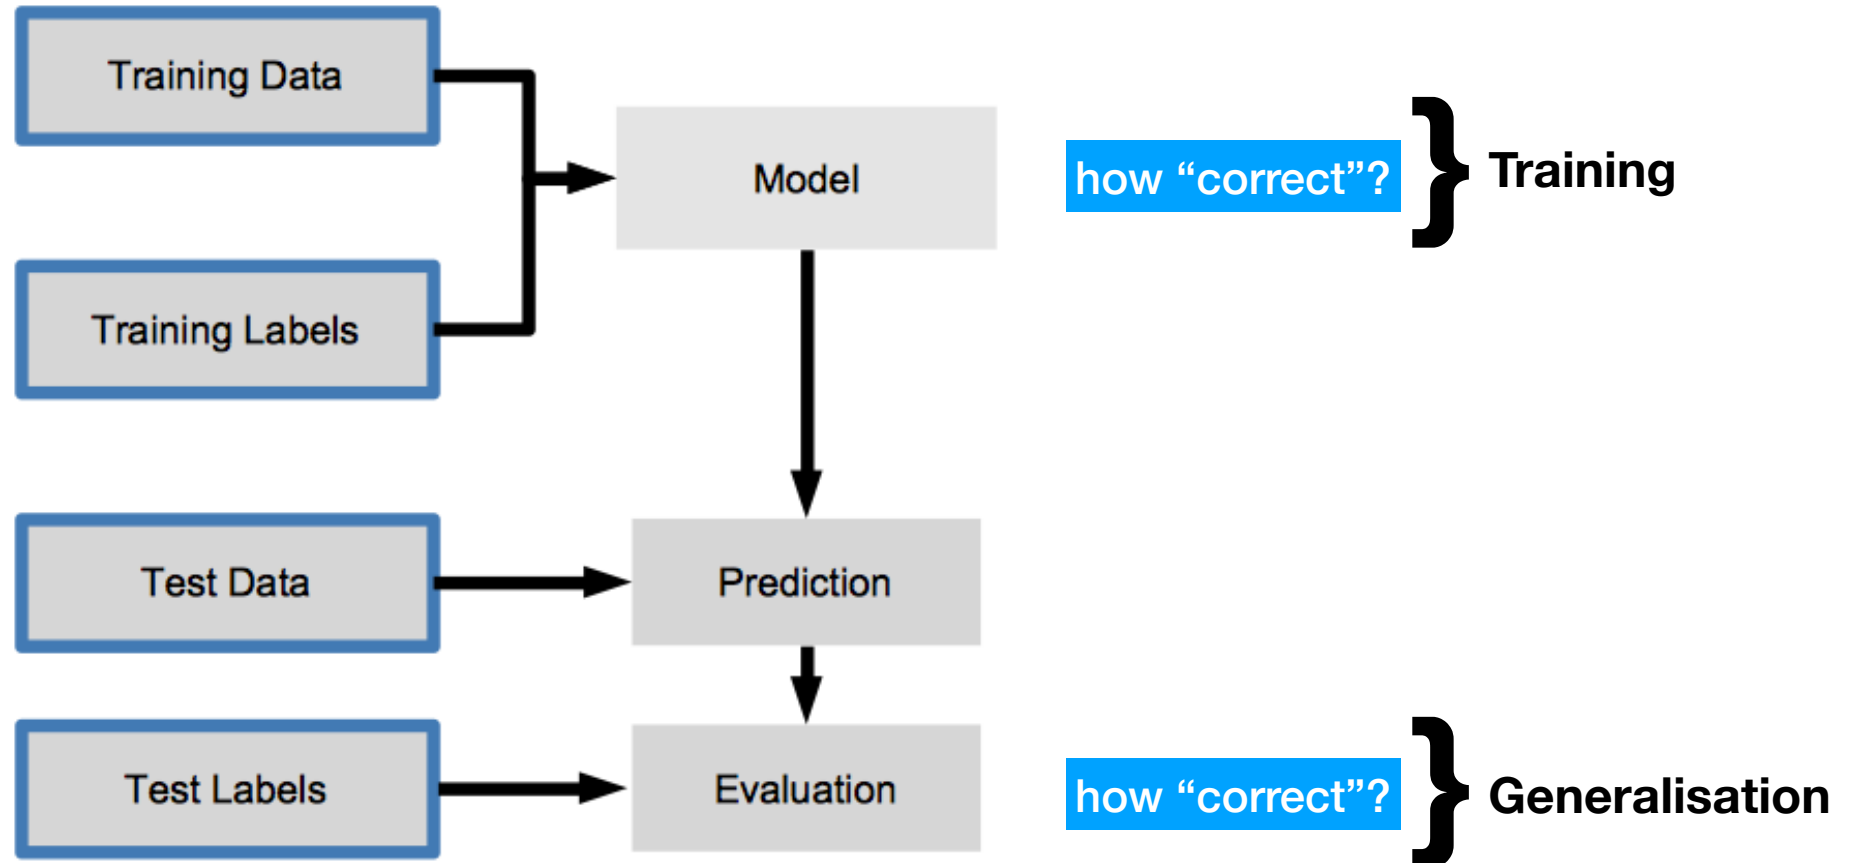 Training Data
Model
how “correct”?
Training
Training Labels
Test Data
Prediction
Test Labels
Evaluation
how “correct”?
Generalisation